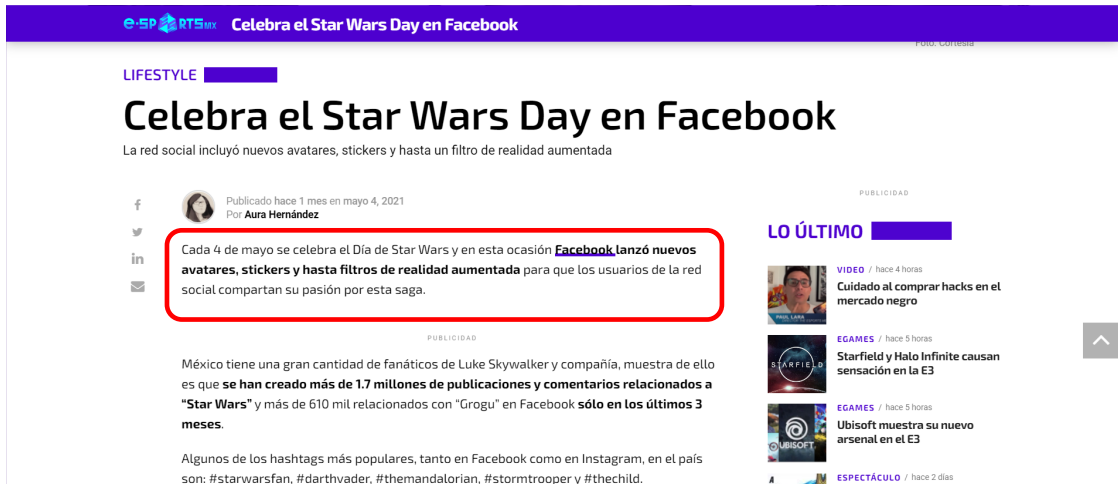 e·SPORTSMX Celebra el Star Wars Day en Facebook
Foto: Cortesía
LIFESTYLE
Celebra el Star Wars Day en Facebook
La red social incluyó nuevos avatares, stickers y hasta un filtro de realidad aumentada
Publicado hace 1 mes en mayo 4, 2021
Por Aura Hernández
Cada 4 de mayo se celebra el Día de Star Wars y en esta ocasión Facebook lanzó nuevos
avatares, stickers y hasta filtros de realidad aumentada para que los usuarios de la red
social compartan su pasión por esta saga.
PUBLICIDAD
México tiene una gran cantidad de fanáticos de Luke Skywalker y compañía, muestra de ello
es que se han creado más de 1.7 millones de publicaciones y comentarios relacionados a
“Star Wars” y más de 610 mil relacionados con “Grogu” en Facebook sólo en los últimos 3
meses.
Algunos de los hashtags más populares, tanto en Facebook como en Instagram, en el país
son: #starwarsfan, #darthvader, #themandalorian, #stormtrooper y #thechild.
PUBLICIDAD
LO ÚLTIMO
PAUL LARA
VIDEO / hace 4 horas
Cuidado al comprar hacks en el
mercado negro
STARFIELD
EGAMES / hace 5 horas
Starfield y Halo Infinite causan
sensación en la E3
UBISOFT
EGAMES / hace 5 horas
Ubisoft muestra su nuevo
arsenal en el E3
ESPECTÁCULO / hace 2 días